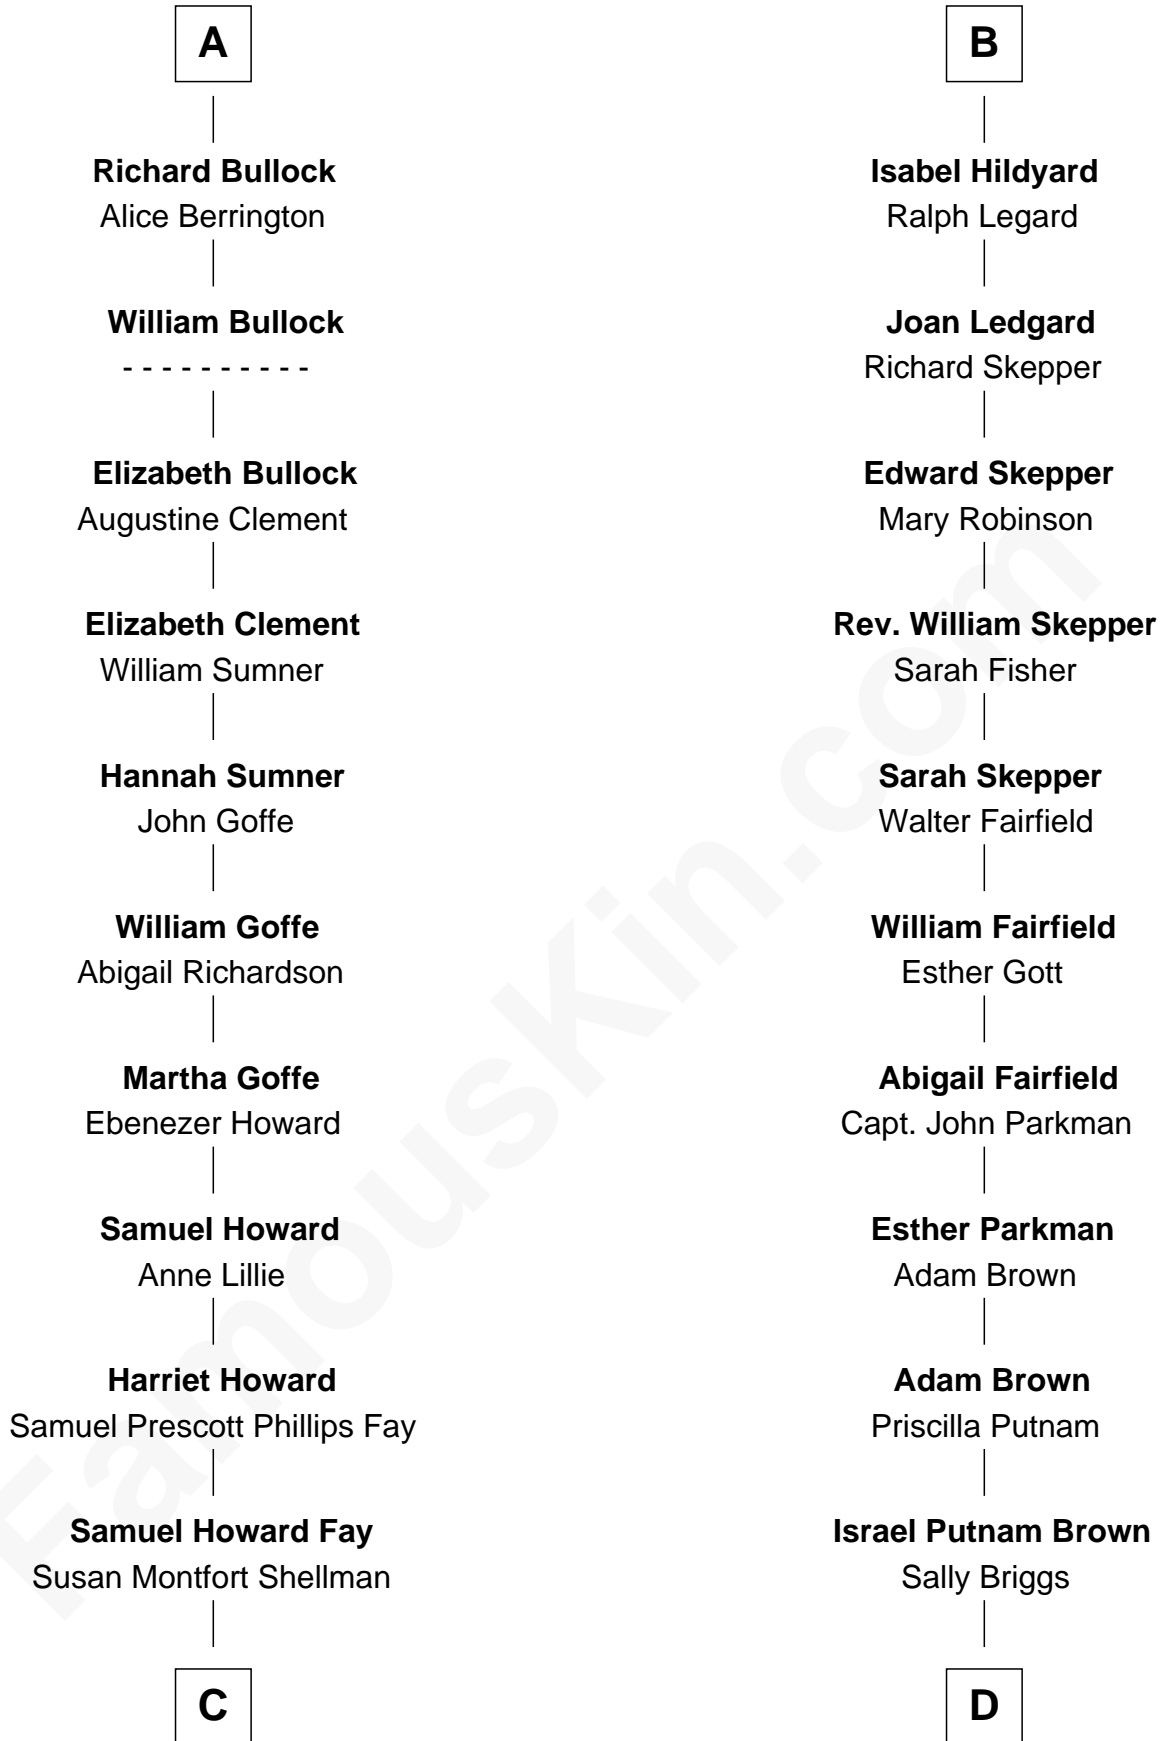 A
Richard Bullock
Alice Berrington
William Bullock
- - - - - - - - - -
Elizabeth Bullock
Augustine Clement
Elizabeth Clement
William Sumner
Hannah Sumner
John Goffe
William Goffe
Abigail Richardson
Martha Goffe
Ebenezer Howard
Samuel Howard
Anne Lillie
Harriet Howard
Samuel Prescott Phillips Fay
Samuel Howard Fay
Susan Montfort Shellman
C
B
Isabel Hildyard
Ralph Legard
Joan Ledgard
Richard Skepper
Edward Skepper
Mary Robinson
Rev. William Skepper
Sarah Fisher
Sarah Skepper
Walter Fairfield
William Fairfield
Esther Gott
Abigail Fairfield
Capt. John Parkman
Esther Parkman
Adam Brown
Adam Brown
Priscilla Putnam
Israel Putnam Brown
Sally Briggs
D
FamousKin.com